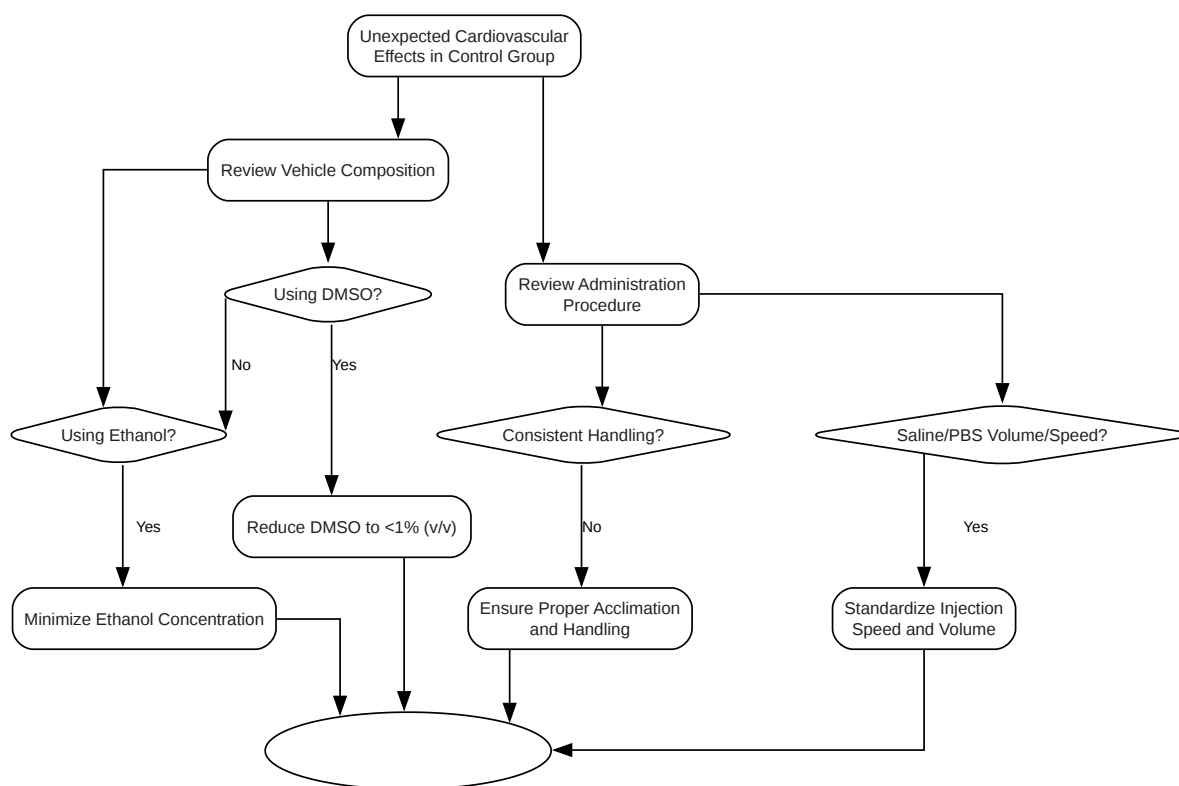 Unexpected Cardiovascular
Effects in Control Group
Review Vehicle Composition
Using DMSO?
Review Administration
Procedure
No
Yes
Using Ethanol?
Consistent Handling?
Saline/PBS Volume/Speed?
Yes
Reduce DMSO to <1% (v/v)
No
Yes
Minimize Ethanol Concentration
Ensure Proper Acclimation
and Handling
Standardize Injection
Speed and Volume